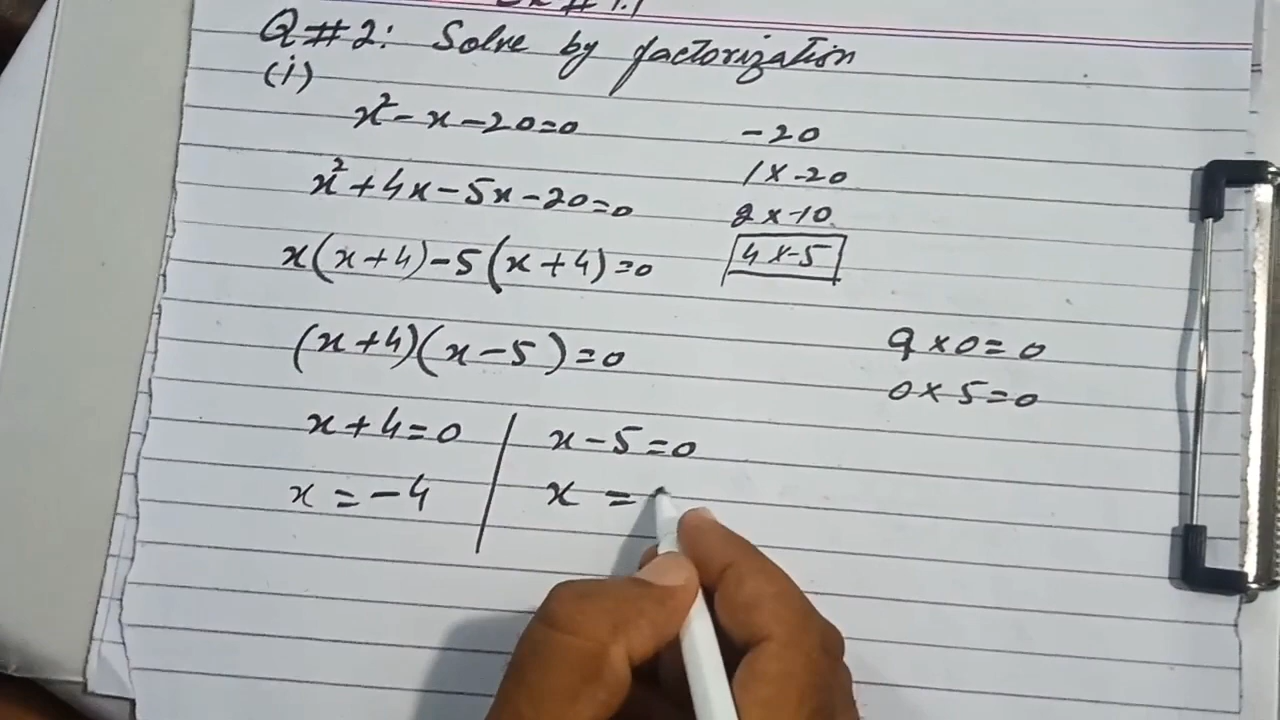 Q#2: Solve by factorization
(i)
x² - x - 20 = 0
-20
1 x -20
x² + 4x - 5x - 20 = 0
2 x -10
x(x + 4) - 5(x + 4) = 0
4 x -5
(x + 4)(x - 5) = 0
9 x 0 = 0
0 x 5 = 0
x + 4 = 0
x - 5 = 0
x = -4
x =